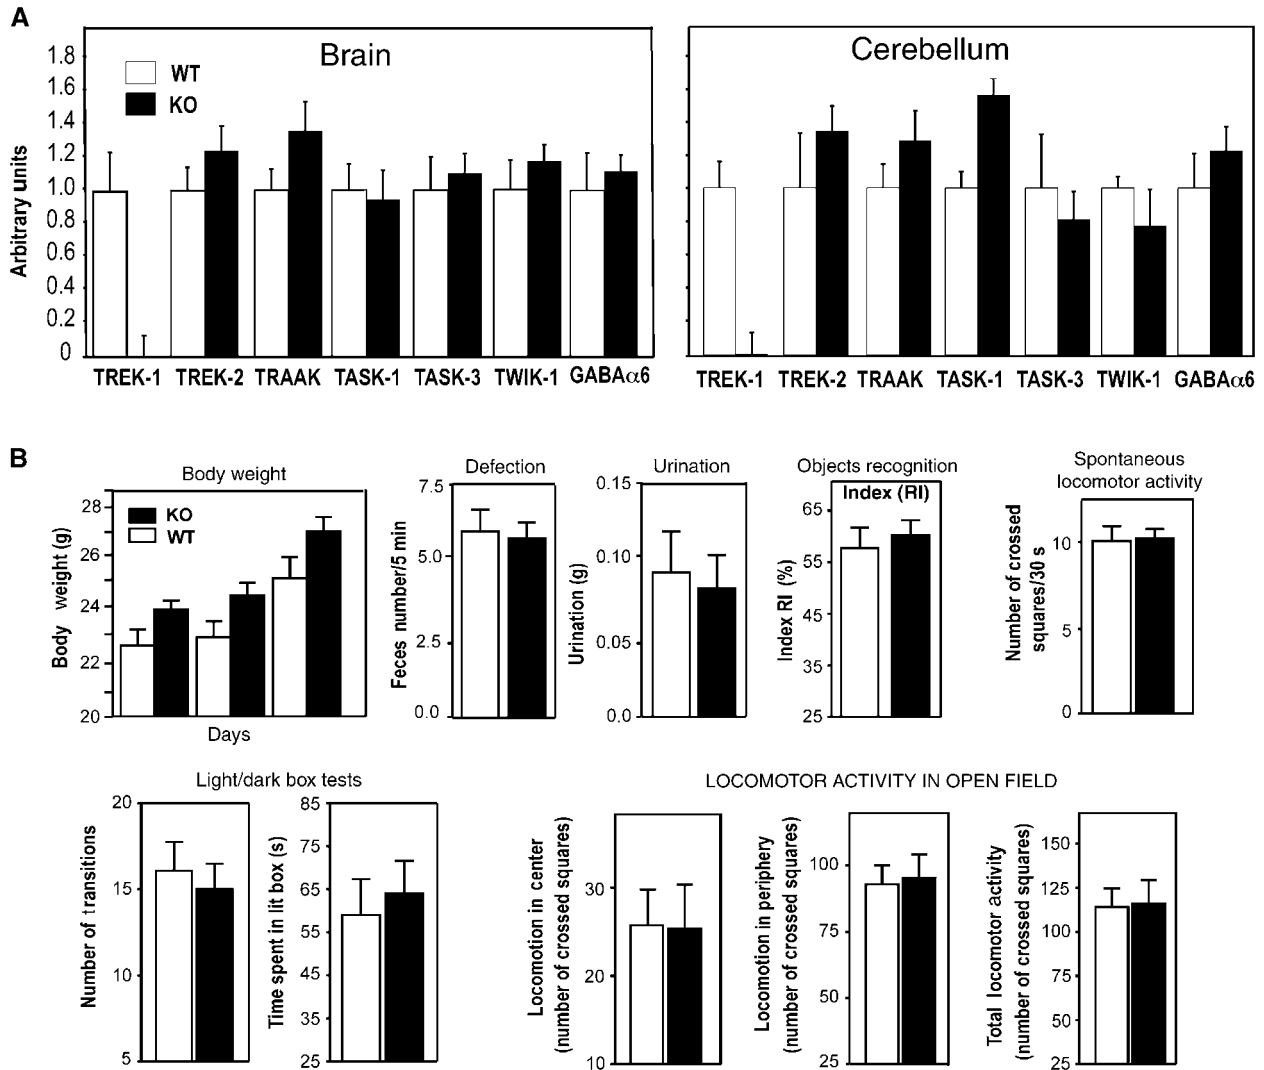 A
Brain
WT
KO
Arbitrary units
1.8
1.6
1.4
1.2
1.0
0.8
0.6
0.4
0.2
0
TREK-1 TREK-2 TRAAK TASK-1 TASK-3 TWIK-1 GABAα6
Cerebellum
TREK-1 TREK-2 TRAAK TASK-1 TASK-3 TWIK-1 GABAα6
B
Body weight
KO
WT
Body weight (g)
28
26
24
22
20
Days
Defection
Feces number/5 min
7.5
5.0
2.5
0.0
Urination
Urination (g)
0.15
0.10
0.05
0.0
Objects recognition
Index (RI)
Index RI (%)
65
55
45
35
25
Spontaneous
locomotor activity
Number of crossed
squares/30 s
10
5
0
Light/dark box tests
Number of transitions
20
15
10
5
Time spent in lit box (s)
85
75
65
55
45
35
25
LOCOMOTOR ACTIVITY IN OPEN FIELD
Locomotion in center
(number of crossed squares)
30
20
10
Locomotion in periphery
(number of crossed squares)
100
75
50
25
Total locomotor activity
(number of crossed squares)
150
125
100
75
50
25